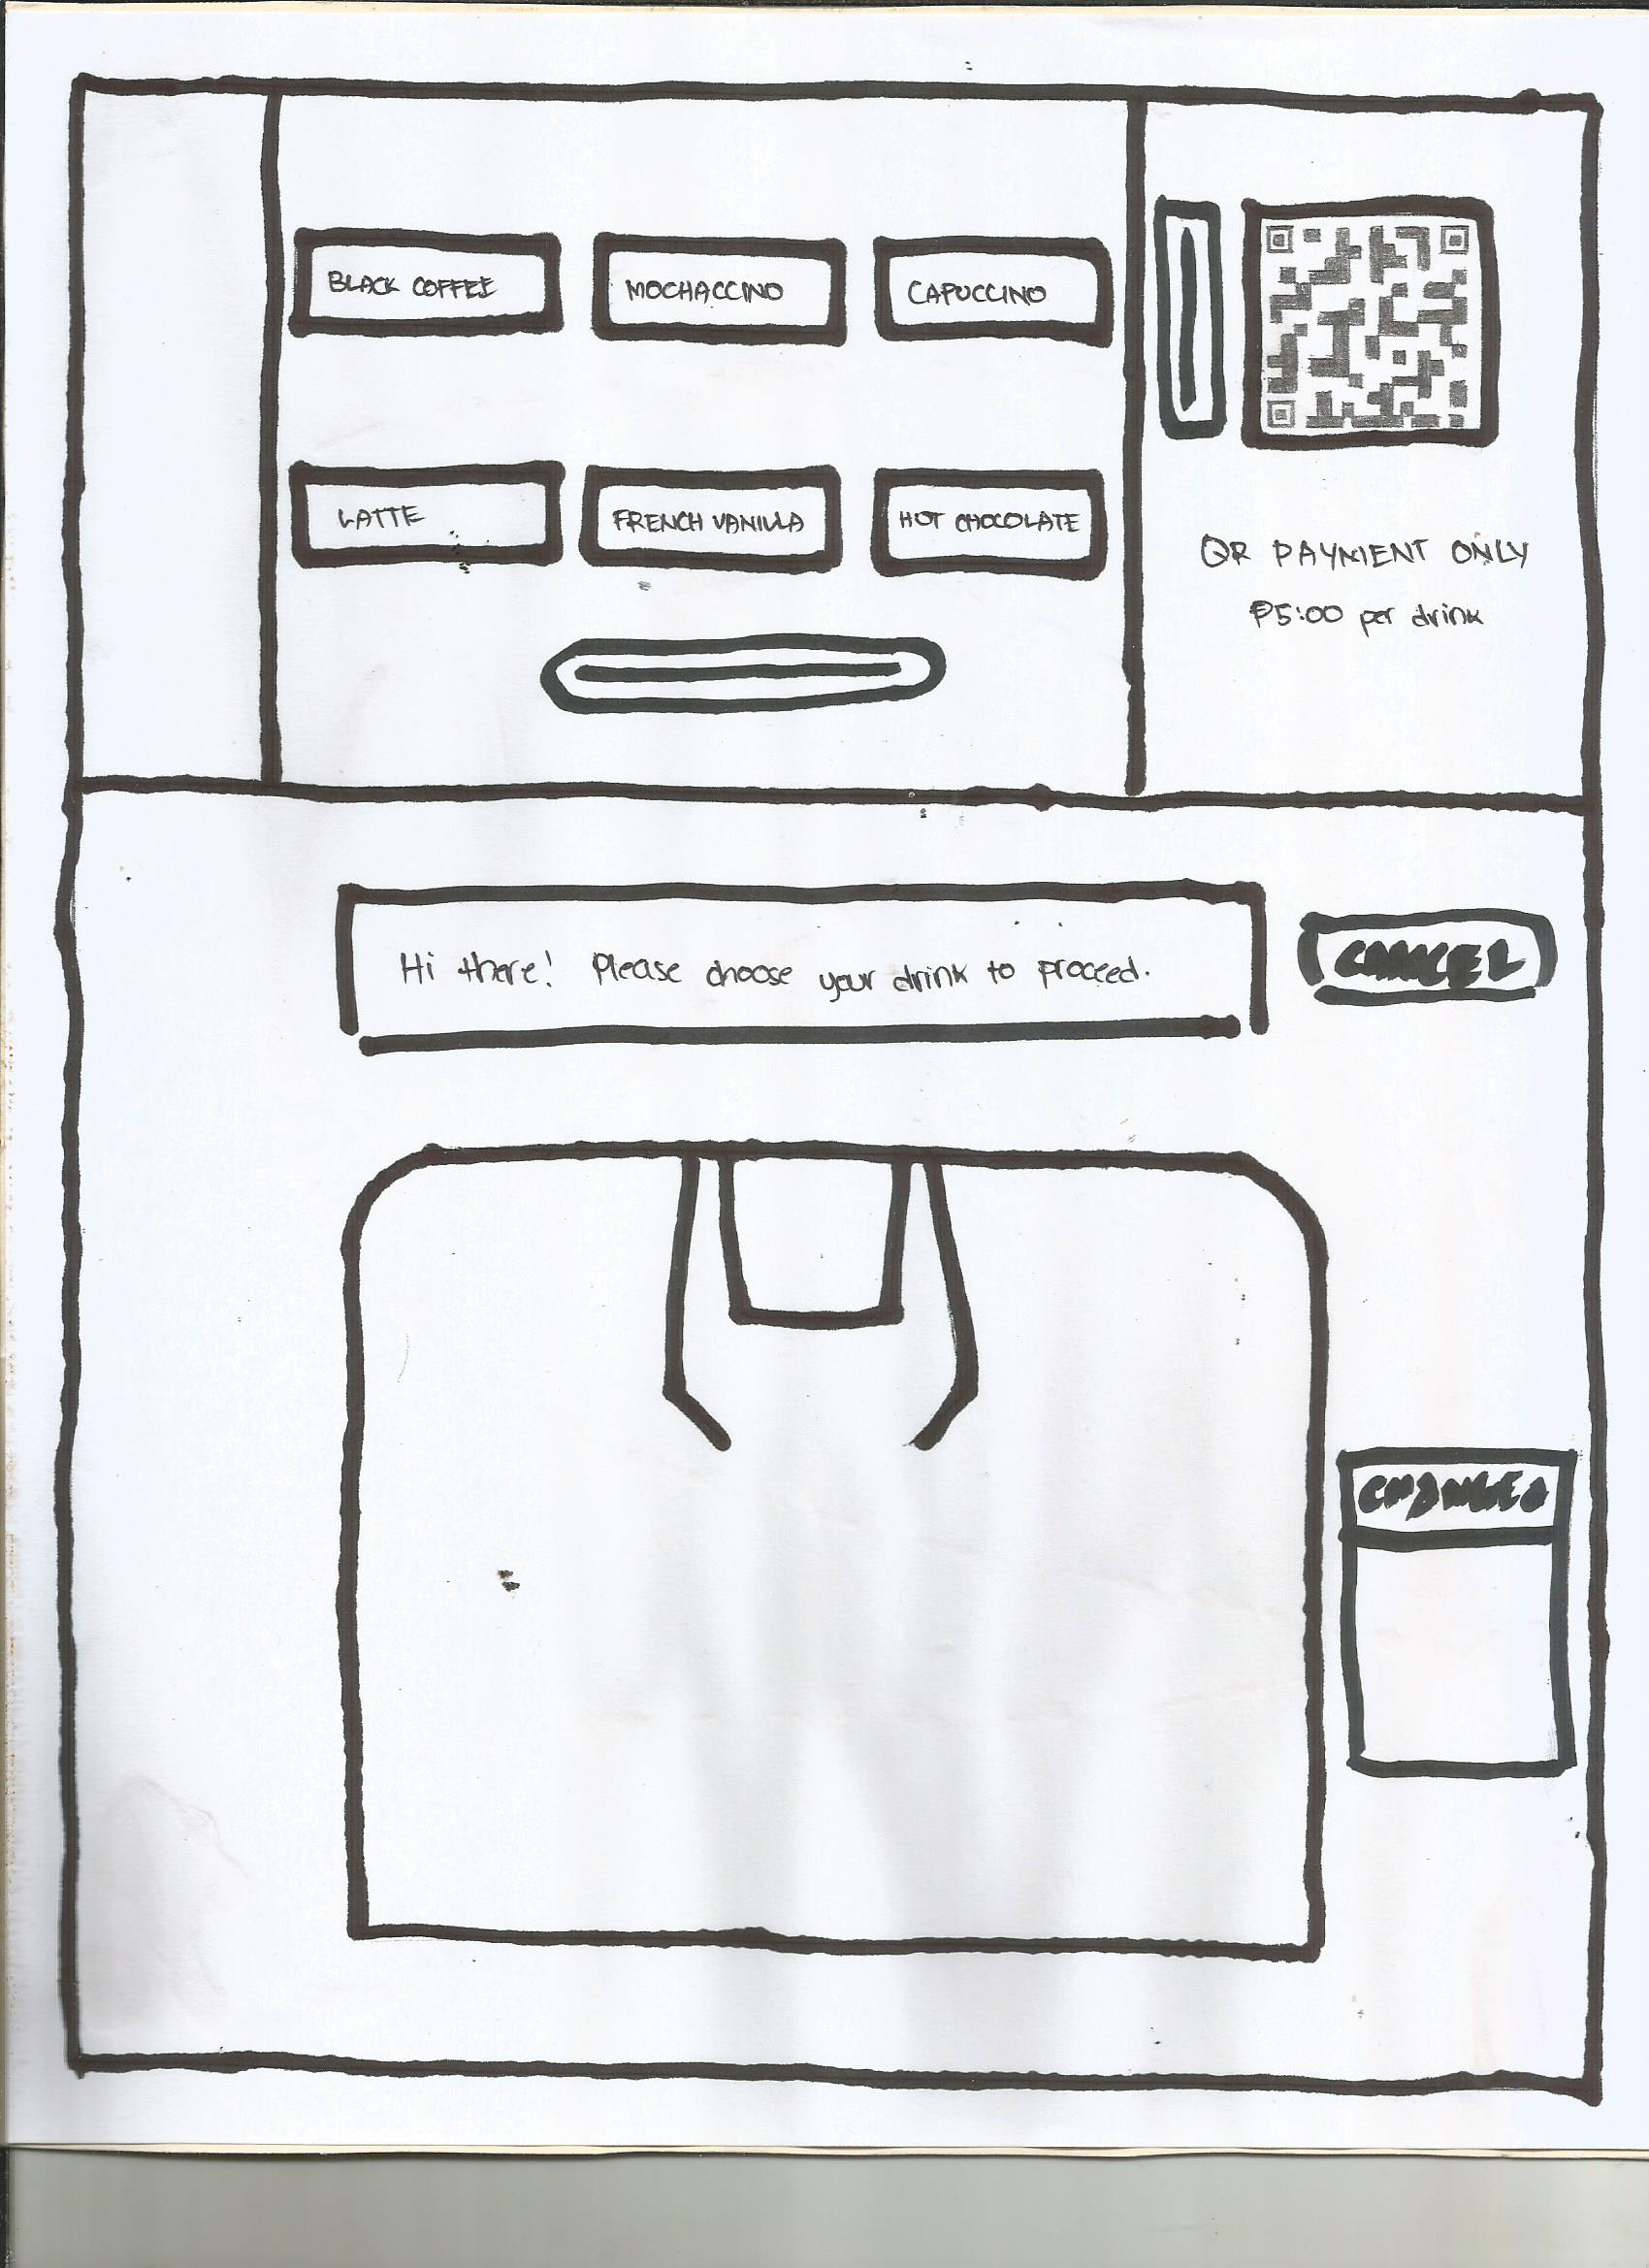 BLACK COFFEE
MOCHACCINO
CAPUCCINO
LATTE
FRENCH VANILLA
HOT CHOCOLATE
QR PAYMENT ONLY
₱5:00 per drink
Hi there! Please choose your drink to proceed.
CANCEL